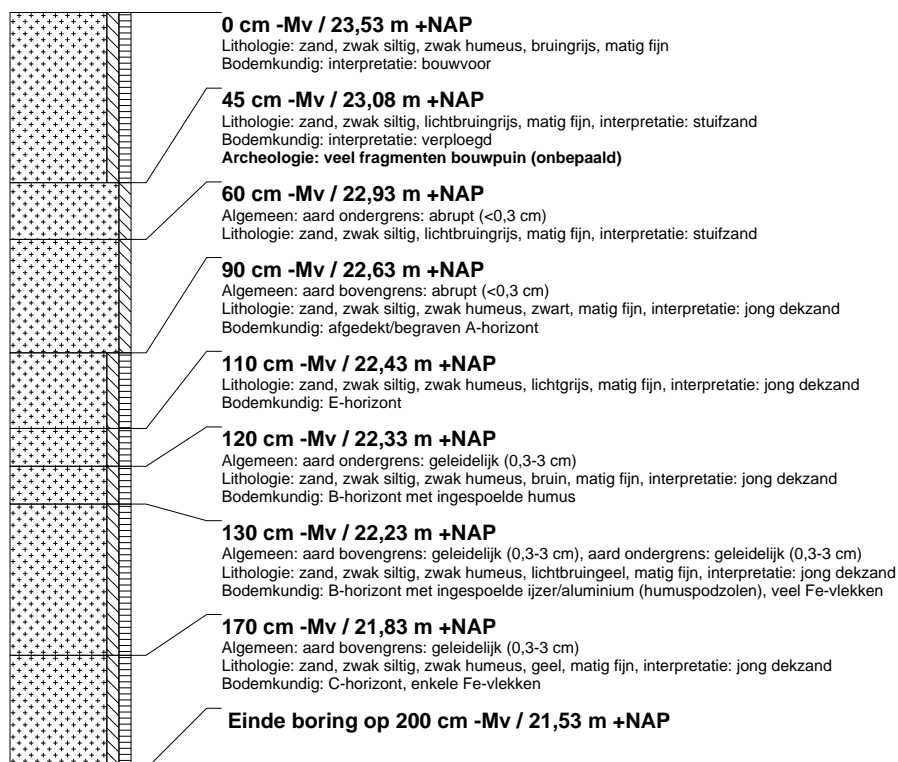 0 cm -Mv / 23,53 m +NAP
Lithologie: zand, zwak siltig, zwak humeus, bruingrijs, matig fijn
Bodemkundig: interpretatie: bouwvoor
45 cm -Mv / 23,08 m +NAP
Lithologie: zand, zwak siltig, lichtbruingrijs, matig fijn, interpretatie: stuifzand
Bodemkundig: interpretatie: verploegd
Archeologie: veel fragmenten bouwpuin (onbepaald)
60 cm -Mv / 22,93 m +NAP
Algemeen: aard ondergrens: abrupt (<0,3 cm)
Lithologie: zand, zwak siltig, lichtbruingrijs, matig fijn, interpretatie: stuifzand
90 cm -Mv / 22,63 m +NAP
Algemeen: aard bovengrens: abrupt (<0,3 cm)
Lithologie: zand, zwak siltig, zwak humeus, zwart, matig fijn, interpretatie: jong dekzand
Bodemkundig: afgedekt/begraven A-horizont
110 cm -Mv / 22,43 m +NAP
Lithologie: zand, zwak siltig, zwak humeus, lichtgrijs, matig fijn, interpretatie: jong dekzand
Bodemkundig: E-horizont
120 cm -Mv / 22,33 m +NAP
Algemeen: aard ondergrens: geleidelijk (0,3-3 cm)
Lithologie: zand, zwak siltig, zwak humeus, bruin, matig fijn, interpretatie: jong dekzand
Bodemkundig: B-horizont met ingespoelde humus
130 cm -Mv / 22,23 m +NAP
Algemeen: aard bovengrens: geleidelijk (0,3-3 cm), aard ondergrens: geleidelijk (0,3-3 cm)
Lithologie: zand, zwak siltig, zwak humeus, lichtbruingeel, matig fijn, interpretatie: jong dekzand
Bodemkundig: B-horizont met ingespoelde ijzer/aluminium (humuspodzolen), veel Fe-vlekken
170 cm -Mv / 21,83 m +NAP
Algemeen: aard bovengrens: geleidelijk (0,3-3 cm)
Lithologie: zand, zwak siltig, zwak humeus, geel, matig fijn, interpretatie: jong dekzand
Bodemkundig: C-horizont, enkele Fe-vlekken
Einde boring op 200 cm -Mv / 21,53 m +NAP